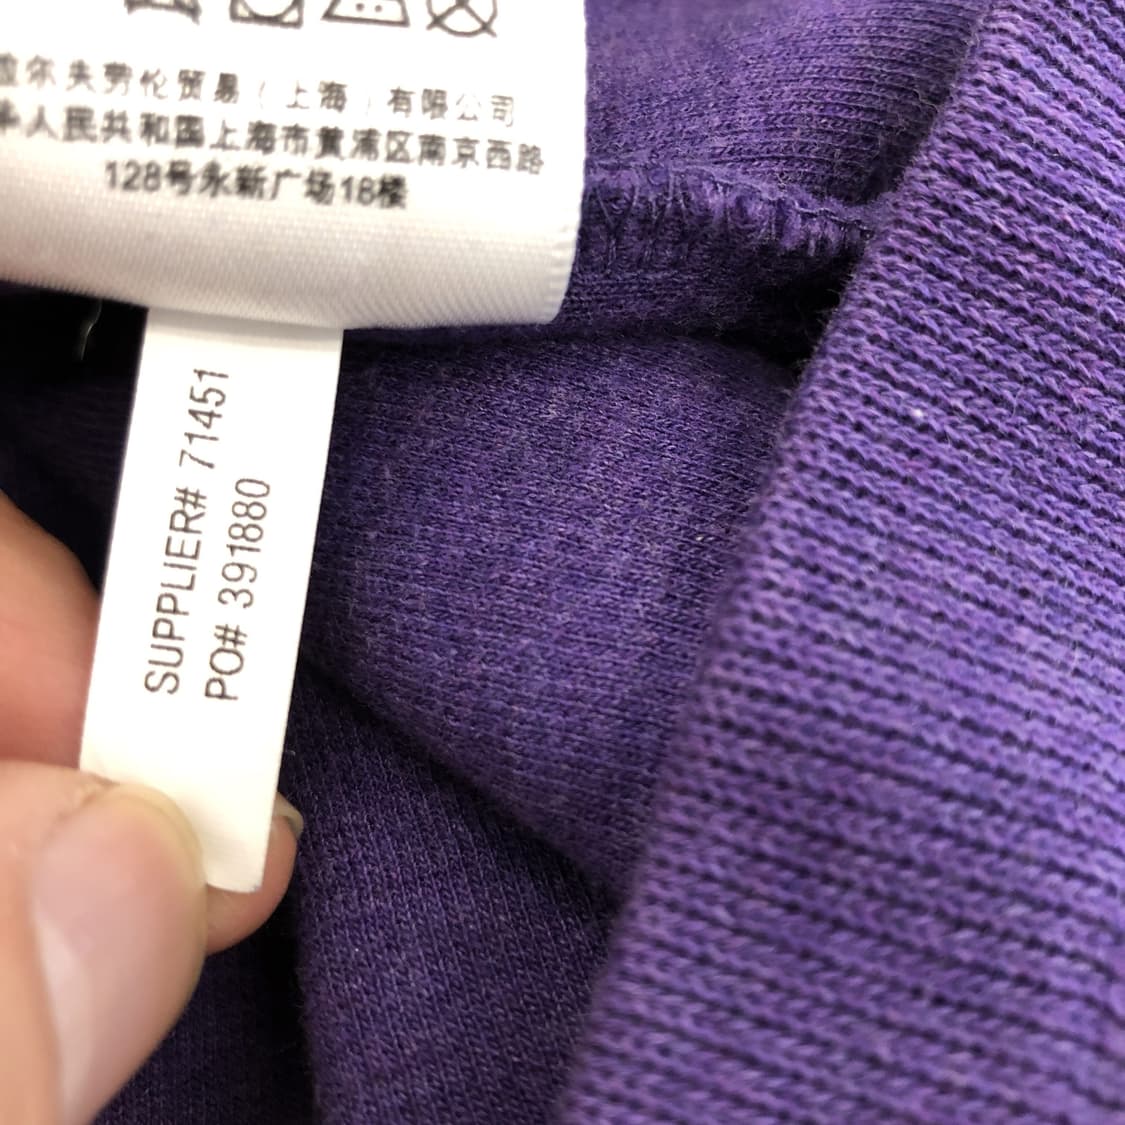 尔夫劳伦贸易（上海）有限公司
人民共和国上海市黄浦区南京西路
128号永新广场18楼
SUPPLIER# 71451
PO# 391880